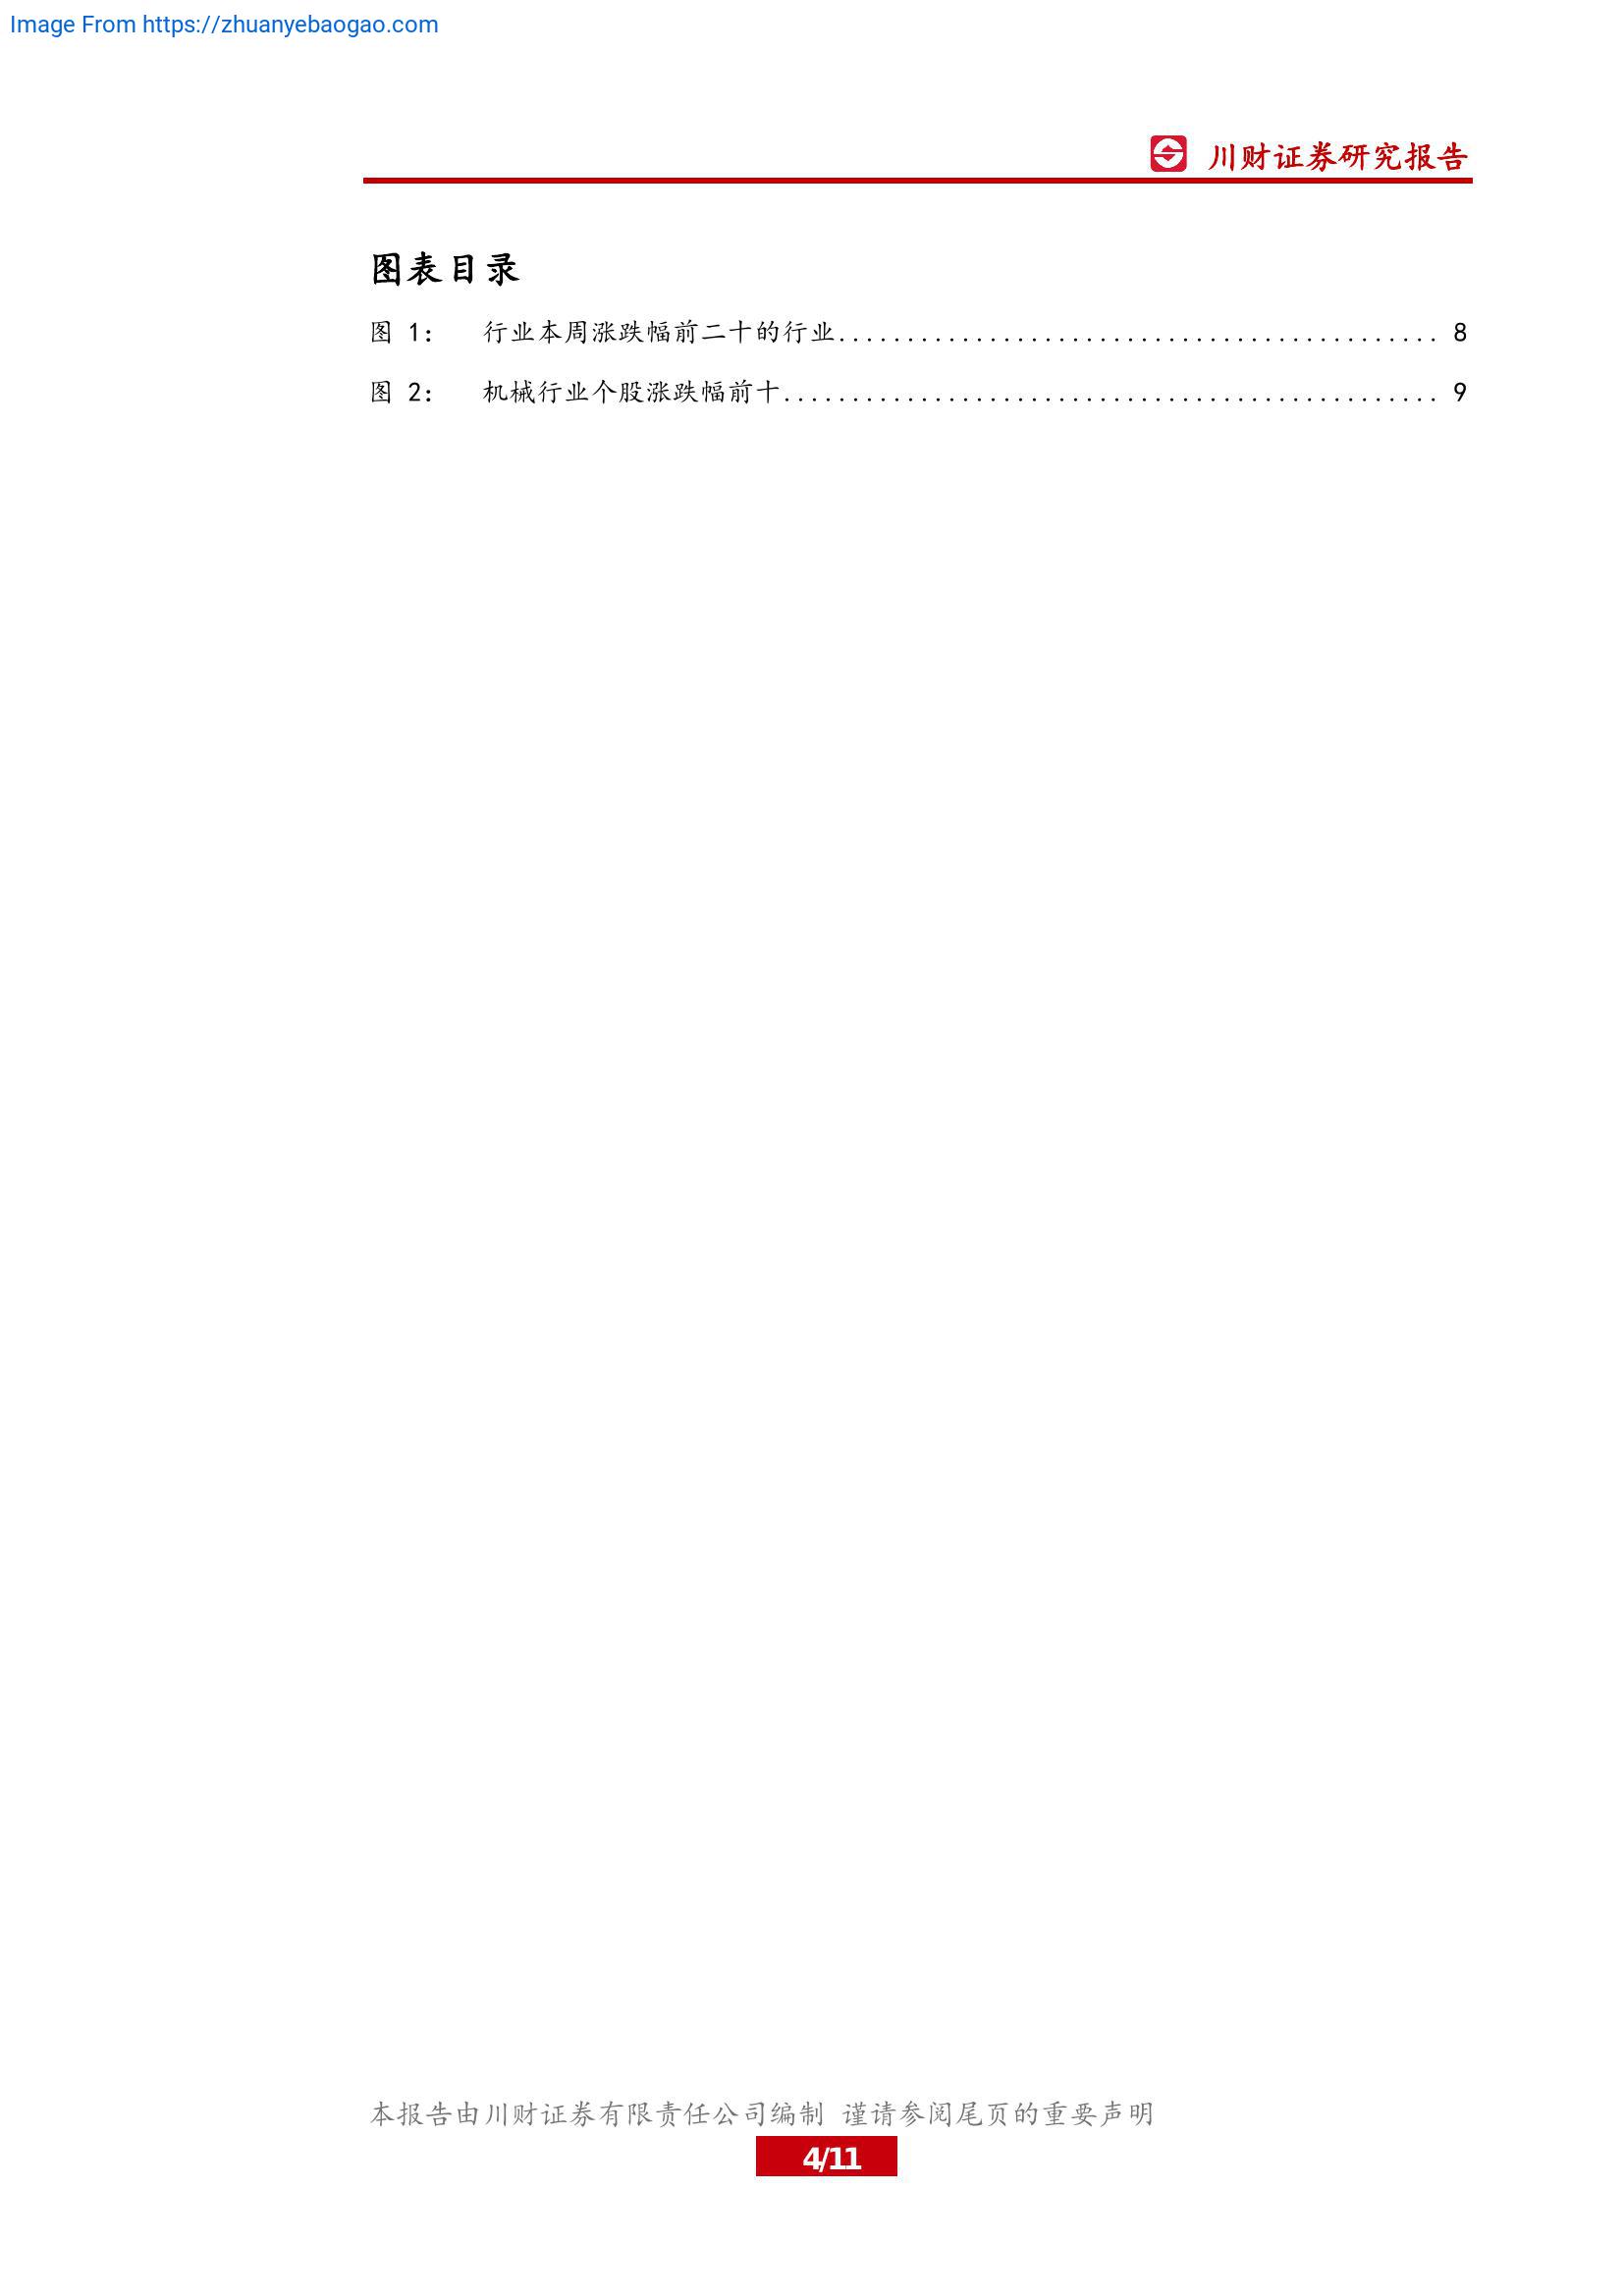 Image From https://zhuanyebaogao.com
川财证券研究报告
图表目录
图 1: 行业本周涨跌幅前二十的行业............................................ 8
图 2: 机械行业个股涨跌幅前十................................................ 9
本报告由川财证券有限责任公司编制 谨请参阅尾页的重要声明
4/11